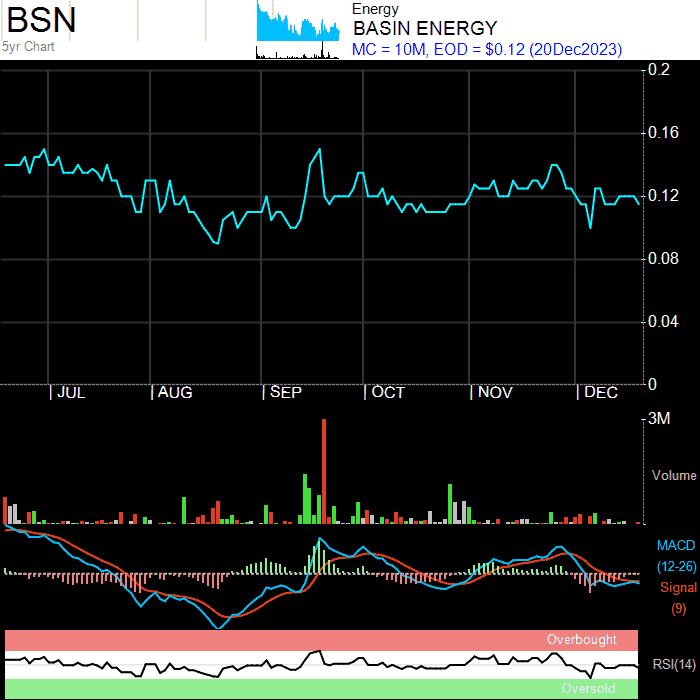 BSN
5yr Chart
Energy
BASIN ENERGY
MC = 10M, EOD = $0.12 (20Dec2023)
0.2
0.16
0.12
0.08
0.04
0
| JUL | AUG | SEP | OCT | NOV | DEC
3M
Volume
MACD
(12-26)
Signal
(9)
Overbought
RSI(14)
Oversold